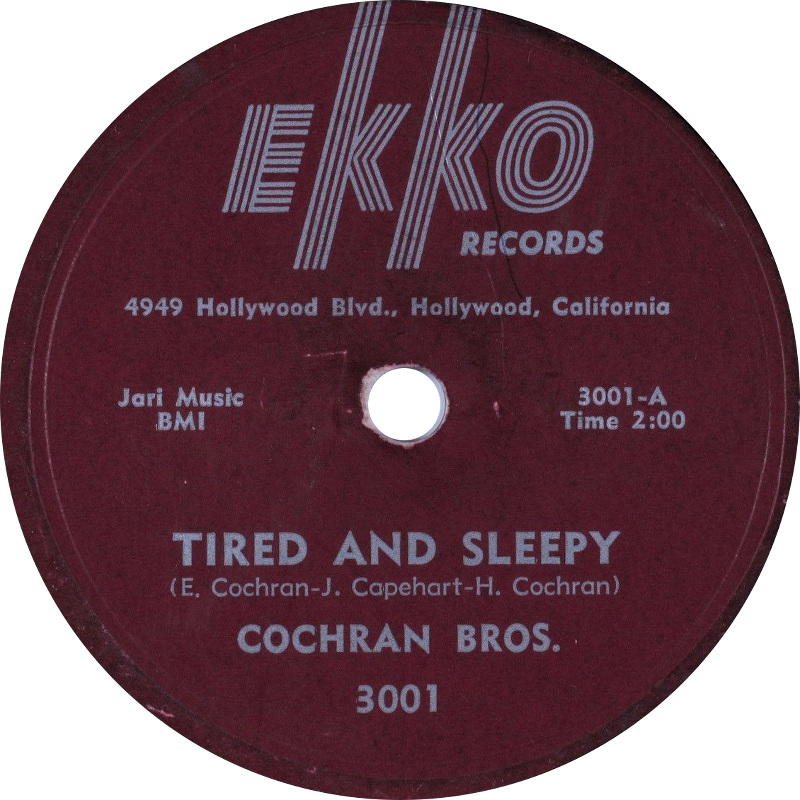 EKKO
RECORDS
4949 Hollywood Blvd., Hollywood, California
Jari Music
BMI
3001-A
Time 2:00
TIRED AND SLEEPY
(E. Cochran-J. Capehart-H. Cochran)
COCHRAN BROS.
3001